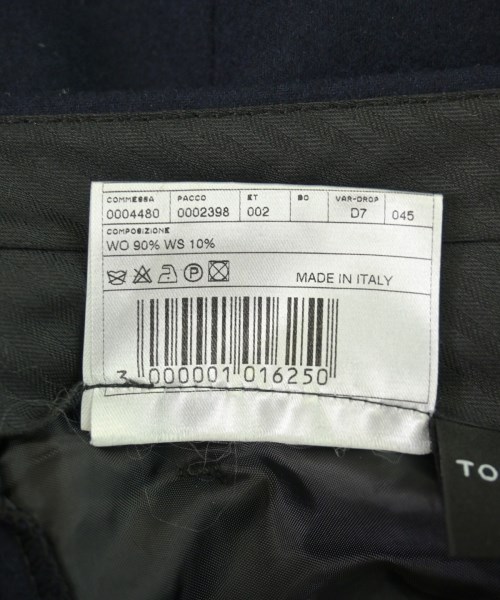 COMMESSA PACCO ET BO VAR-DROP
0004480 0002398 002 D7 045
COMPOSIZIONE
WO 90% WS 10%
P
MADE IN ITALY
3 000001 016250
TO